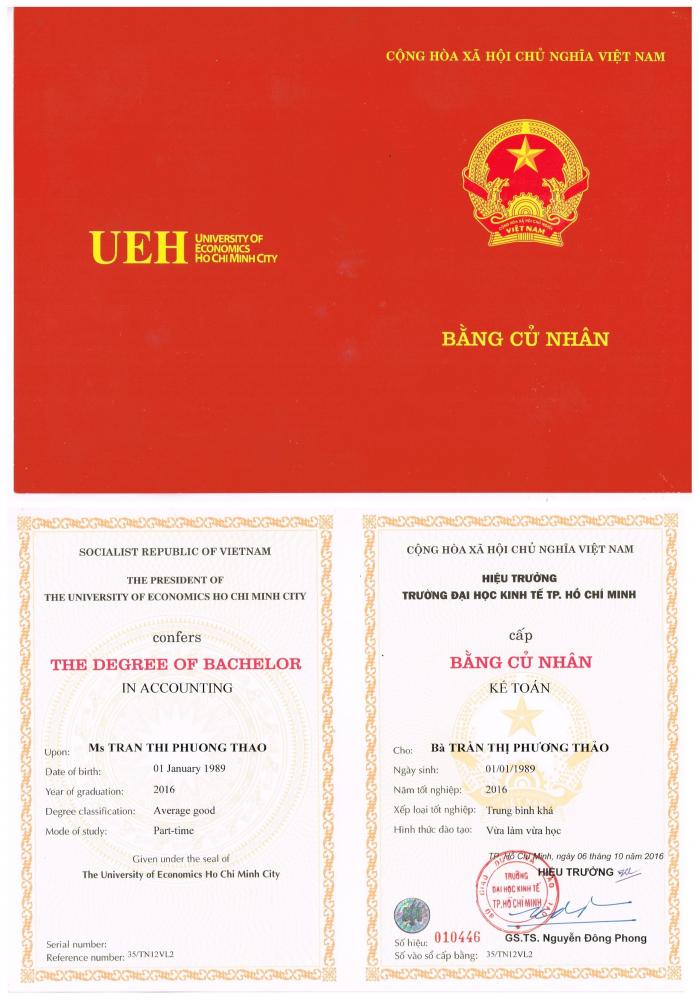 CỘNG HÒA XÃ HỘI CHỦ NGHĨA VIỆT NAM
CỘNG HÒA XÃ HỘI CHỦ NGHĨA
VIỆT NAM
UEH UNIVERSITY OF
ECONOMICS
HO CHI MINH CITY
BẰNG CỬ NHÂN
SOCIALIST REPUBLIC OF VIETNAM
THE PRESIDENT OF
THE UNIVERSITY OF ECONOMICS HO CHI MINH CITY
confers
THE DEGREE OF BACHELOR
IN ACCOUNTING
Upon: Ms TRAN THI PHUONG THAO
Date of birth: 01 January 1989
Year of graduation: 2016
Degree classification: Average good
Mode of study: Part-time
Given under the seal of
The University of Economics Ho Chi Minh City
Serial number:
Reference number: 35/TN12VL2
CỘNG HÒA XÃ HỘI CHỦ NGHĨA VIỆT NAM
HIỆU TRƯỞNG
TRƯỜNG ĐẠI HỌC KINH TẾ TP. HỒ CHÍ MINH
cấp
BẰNG CỬ NHÂN
KẾ TOÁN
Cho: Bà TRẦN THỊ PHƯƠNG THẢO
Ngày sinh: 01/01/1989
Năm tốt nghiệp: 2016
Xếp loại tốt nghiệp: Trung bình khá
Hình thức đào tạo: Vừa làm vừa học
TP. Hồ Chí Minh, ngày 06 tháng 10 năm 2016
HIỆU TRƯỞNG
TRƯỜNG
ĐẠI HỌC KINH TẾ
TP. HỒ CHÍ MINH
Số hiệu: 010446
GS.TS. Nguyễn Đông Phong
Số vào sổ cấp bằng: 35/TN12VL2